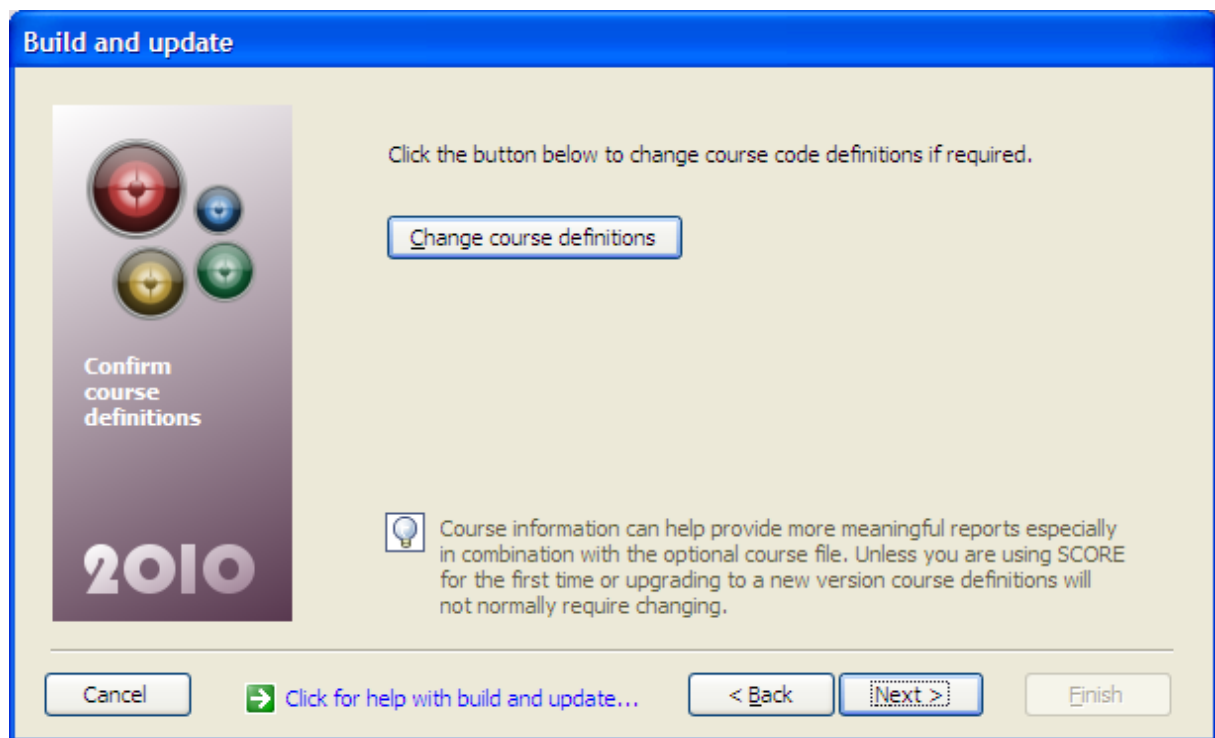 Build and update
Click the button below to change course code definitions if required.
Change course definitions
Confirm
course
definitions
2010
Course information can help provide more meaningful reports especially
in combination with the optional course file. Unless you are using SCORE
for the first time or upgrading to a new version course definitions will
not normally require changing.
Cancel
Click for help with build and update...
< Back
Next >
Finish